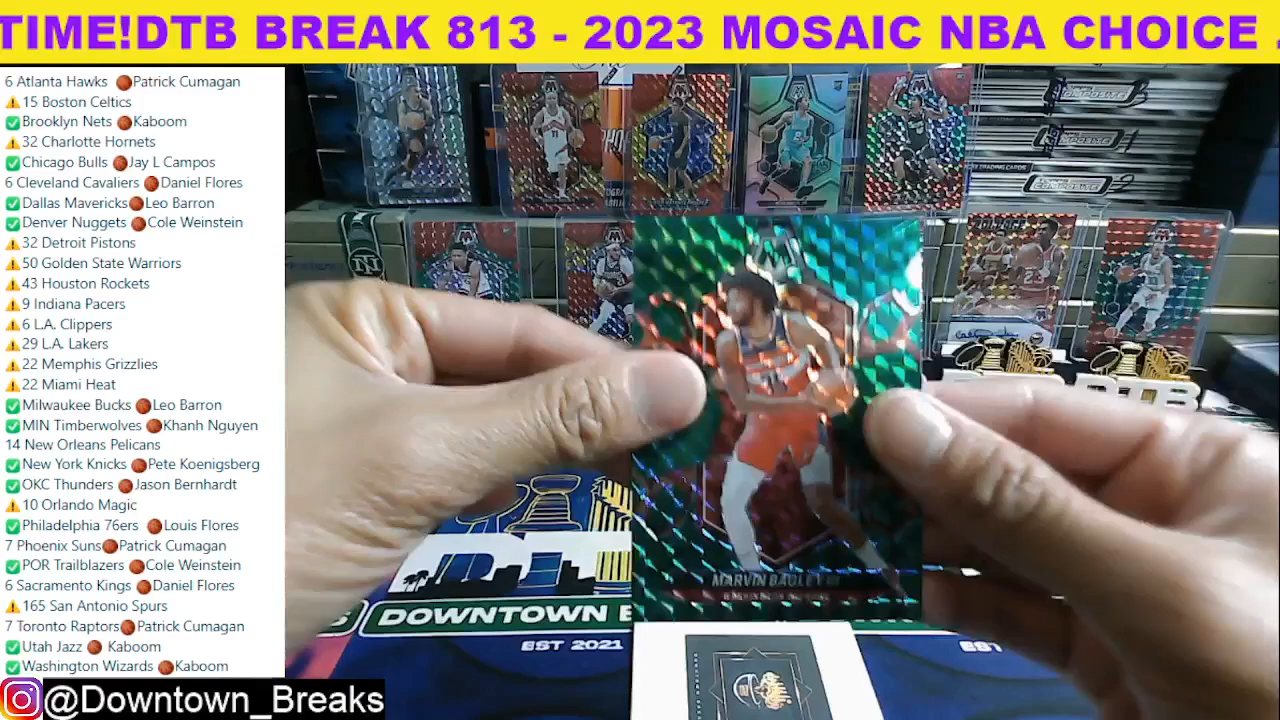 TIME!DTB BREAK 813 - 2023 MOSAIC NBA CHOICE
6 Atlanta Hawks Patrick Cumagan
15 Boston Celtics
Brooklyn Nets Kaboom
32 Charlotte Hornets
Chicago Bulls Jay L Campos
6 Cleveland Cavaliers Daniel Flores
Dallas Mavericks Leo Barron
Denver Nuggets Cole Weinstein
32 Detroit Pistons
50 Golden State Warriors
43 Houston Rockets
9 Indiana Pacers
6 L.A. Clippers
29 L.A. Lakers
22 Memphis Grizzlies
22 Miami Heat
Milwaukee Bucks Leo Barron
MIN Timberwolves Khanh Nguyen
14 New Orleans Pelicans
New York Knicks Pete Koenigsberg
OKC Thunders Jason Bernhardt
10 Orlando Magic
Philadelphia 76ers Louis Flores
7 Phoenix Suns Patrick Cumagan
POR Trailblazers Cole Weinstein
6 Sacramento Kings Daniel Flores
165 San Antonio Spurs
7 Toronto Raptors Patrick Cumagan
Utah Jazz Kaboom
Washington Wizards Kaboom
@Downtown_Breaks
MARVIN BAGLEY III
DOWNTOWN B
EST 2021
EST
DTB